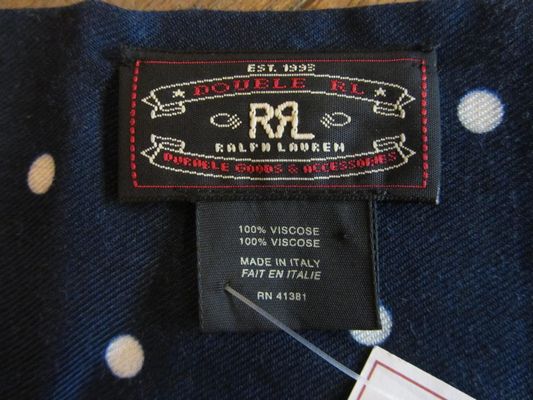 EST. 1993
DOUBLE RL
RRL
RALPH LAUREN
DURABLE GOODS & ACCESSORIES
100% VISCOSE
100% VISCOSE
MADE IN ITALY
FAIT EN ITALIE
RN 41381